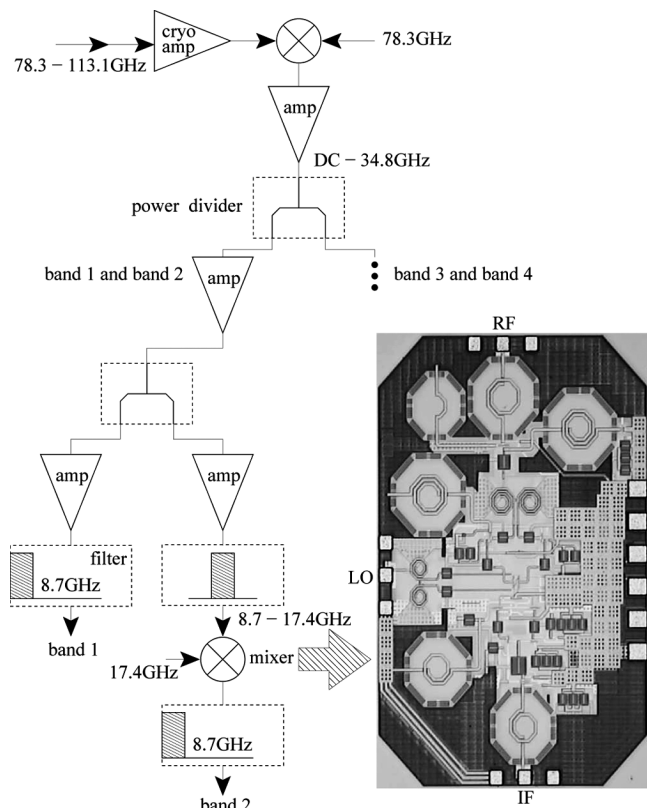 cryo
amp
78.3 – 113.1GHz
78.3GHz
amp
DC – 34.8GHz
power divider
band 1 and band 2
amp
band 3 and band 4
RF
amp
amp
filter
8.7GHz
LO
8.7 – 17.4GHz
band 1
17.4GHz
mixer
8.7GHz
band 2
IF